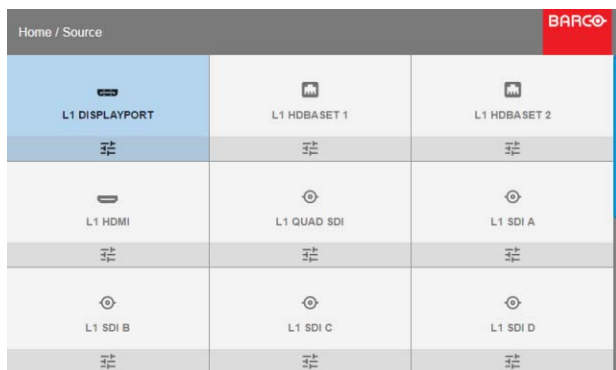 Home / Source
BARCO
L1 DISPLAYPORT
L1 HDBASET 1
L1 HDBASET 2
L1 HDMI
L1 QUAD SDI
L1 SDI A
L1 SDI B
L1 SDI C
L1 SDI D